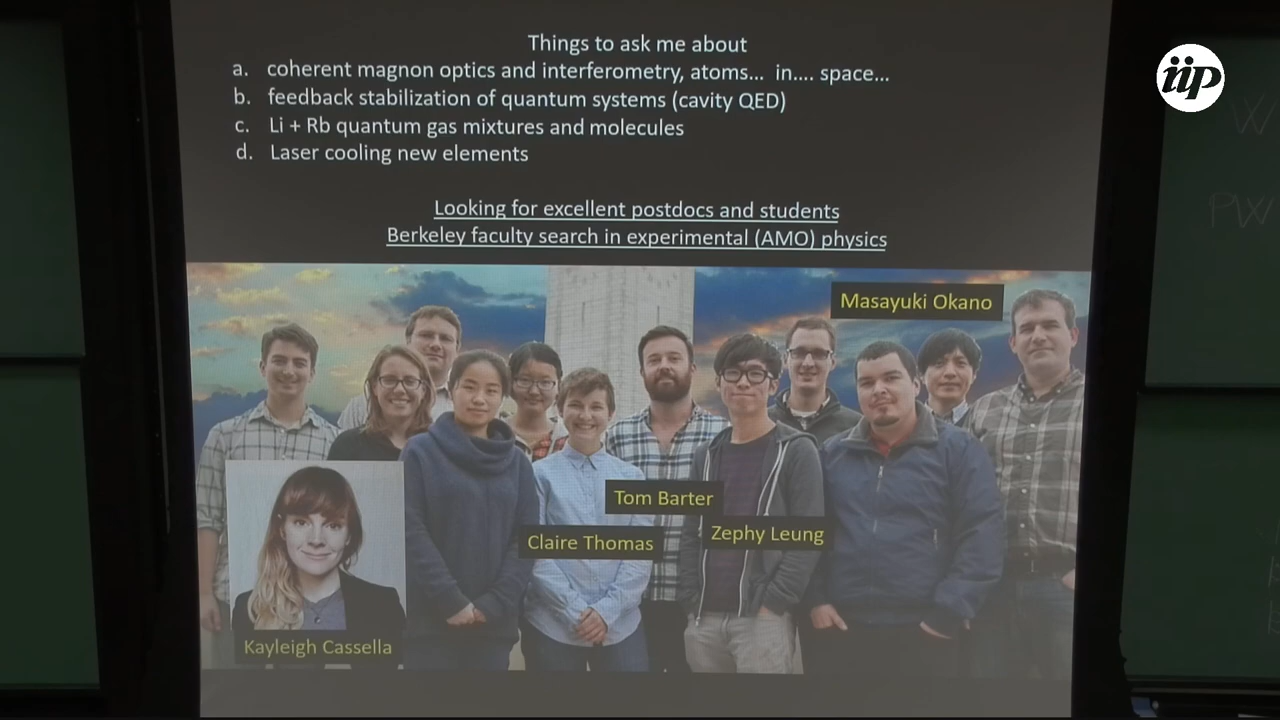 Things to ask me about
a. coherent magnon optics and interferometry, atoms... in.... space...
b. feedback stabilization of quantum systems (cavity QED)
c. Li + Rb quantum gas mixtures and molecules
d. Laser cooling new elements
Looking for excellent postdocs and students
Berkeley faculty search in experimental (AMO) physics
iip
Masayuki Okano
Tom Barter
Claire Thomas
Zephy Leung
Kayleigh Cassella